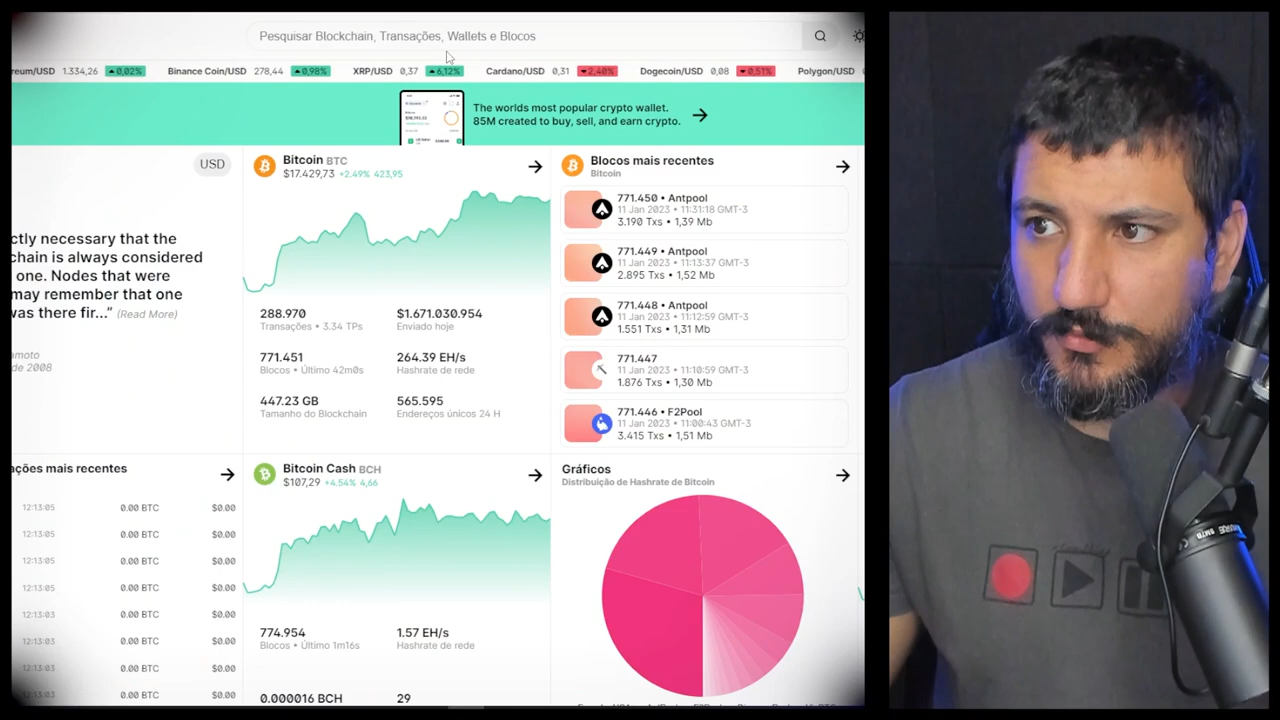 Pesquisar Blockchain, Transações, Wallets e Blocos
reum/USD 1.334,26 0,02% Binance Coin/USD 278,44 0,98% XRP/USD 0,37 6,12% Cardano/USD 0,31 2,40% Dogecoin/USD 0,08 0,51% Polygon/USD
The worlds most popular crypto wallet.
85M created to buy, sell, and earn crypto.
USD
ctly necessary that the
chain is always considered
one. Nodes that were
may remember that one
was there fir...” (Read More)
amoto
de 2008
Bitcoin BTC
$17.429,73 +2.49% 423,95
288.970
Transações • 3.34 TPs
$1.671.030.954
Enviado hoje
771.451
Blocos • Último 42m0s
264.39 EH/s
Hashrate de rede
447.23 GB
Tamanho do Blockchain
565.595
Endereços únicos 24 H
Blocos mais recentes
Bitcoin
771.450 • Antpool
11 Jan 2023 • 11:31:18 GMT-3
3.190 Txs • 1,39 Mb
771.449 • Antpool
11 Jan 2023 • 11:13:37 GMT-3
2.895 Txs • 1,52 Mb
771.448 • Antpool
11 Jan 2023 • 11:12:59 GMT-3
1.551 Txs • 1,31 Mb
771.447
11 Jan 2023 • 11:10:59 GMT-3
1.876 Txs • 1,30 Mb
771.446 • F2Pool
11 Jan 2023 • 11:00:43 GMT-3
3.415 Txs • 1,51 Mb
ações mais recentes
12:13:05 0.00 BTC $0.00
12:13:05 0.00 BTC $0.00
12:13:05 0.00 BTC $0.00
12:13:05 0.00 BTC $0.00
12:13:03 0.00 BTC $0.00
12:13:03 0.00 BTC $0.00
12:13:03 0.00 BTC $0.00
12:13:03 0.00 BTC $0.00
Bitcoin Cash BCH
$107,29 +4.54% 4,66
774.954
Blocos • Último 1m16s
1.57 EH/s
Hashrate de rede
0.000016 BCH
29
Gráficos
Distribuição de Hashrate de Bitcoin
SM7B